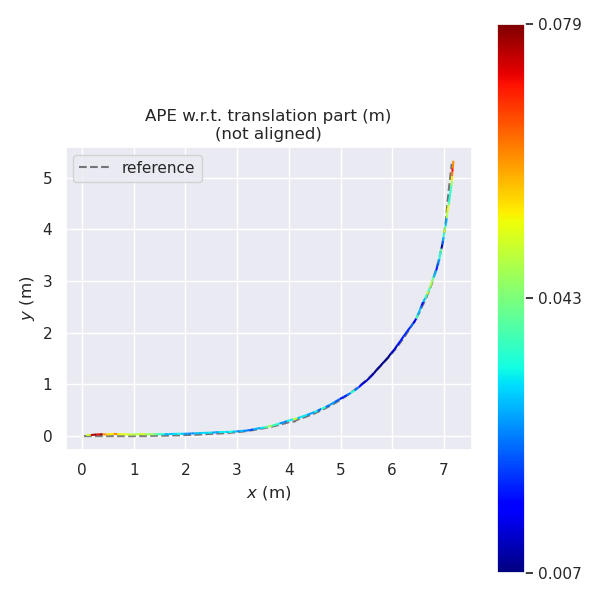 APE w.r.t. translation part (m)
(not aligned)
reference
y (m)
5
4
3
2
1
0
0 1 2 3 4 5 6 7
x (m)
0.079
0.043
0.007